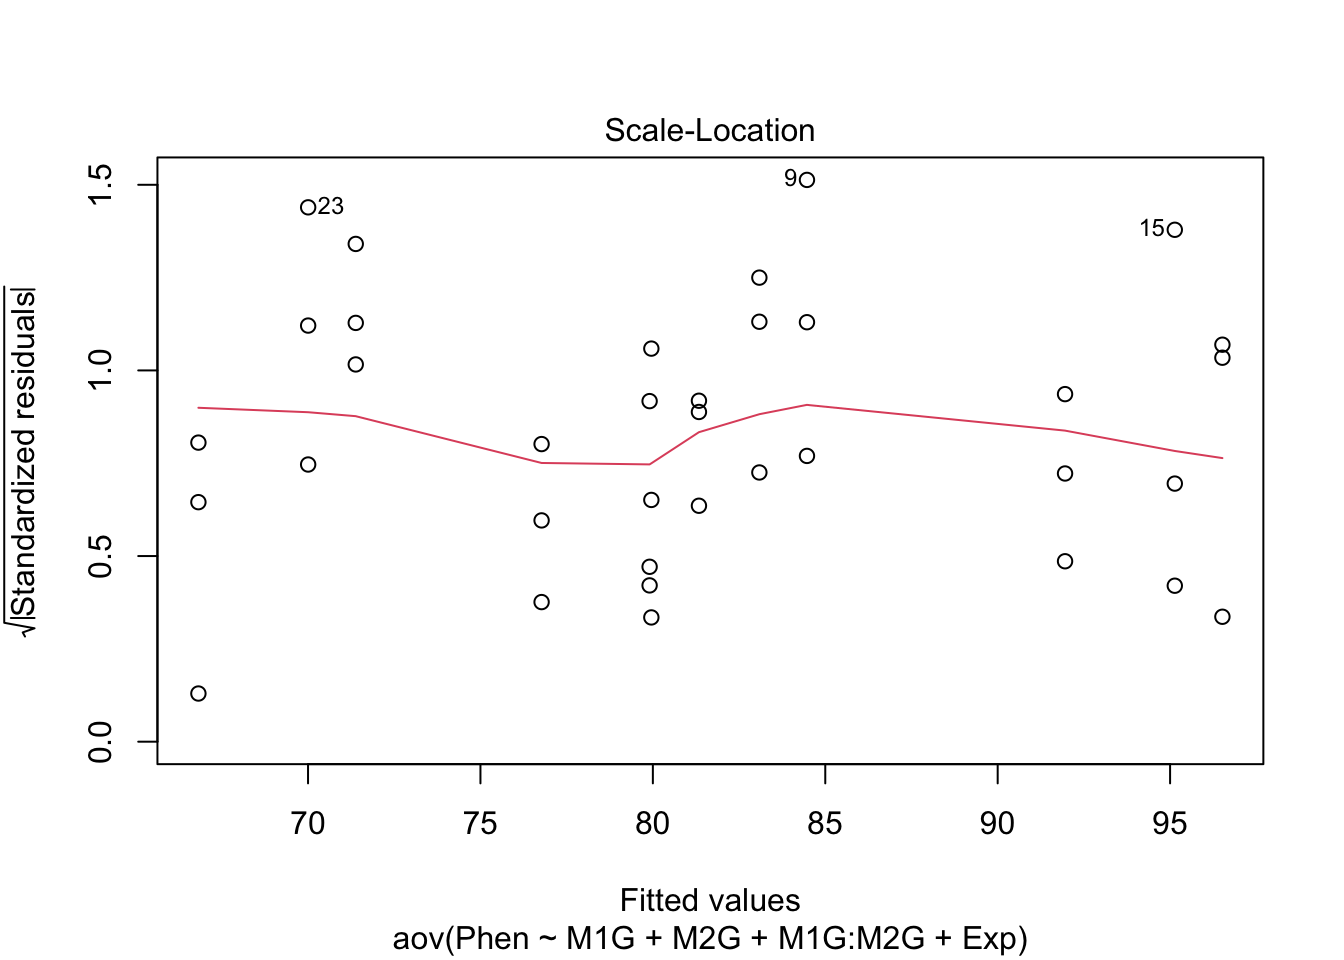 Scale-Location
√|Standardized residuals|
1.5
1.0
0.5
0.0
23
9
15
70 75 80 85 90 95
Fitted values
aov(Phen ~ M1G + M2G + M1G:M2G + Exp)